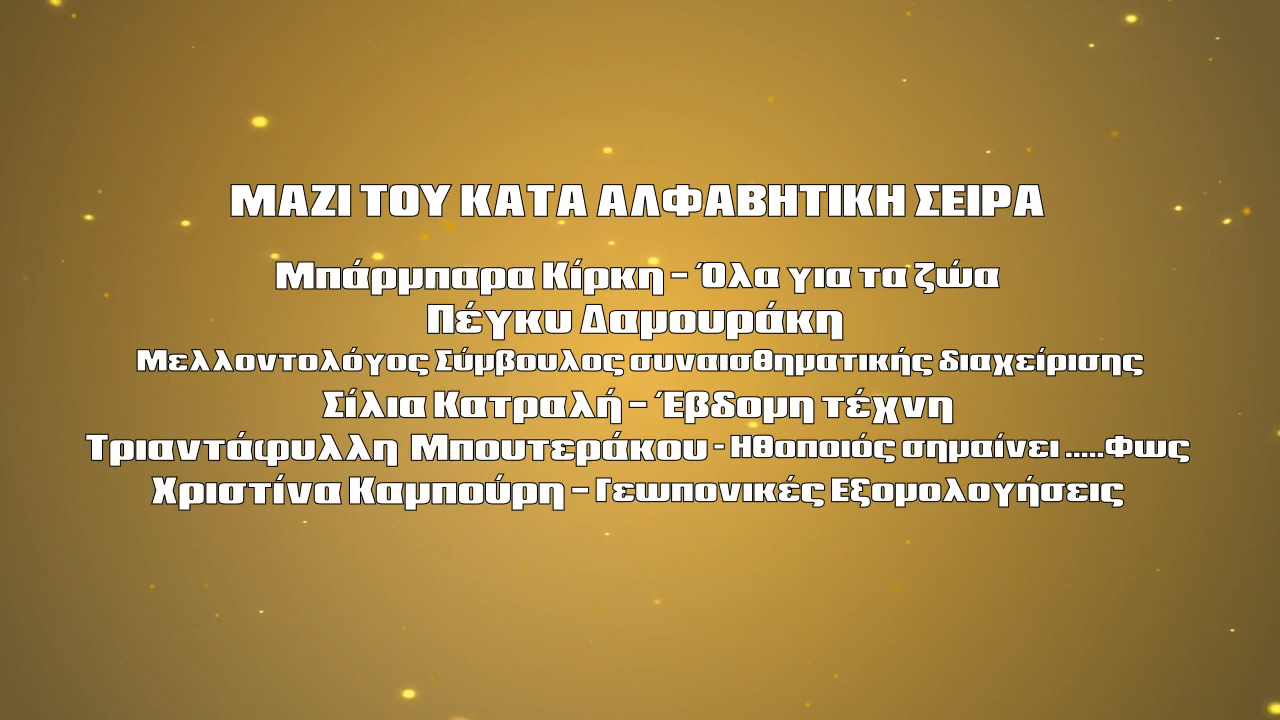 ΜΑΖΙ ΤΟΥ ΚΑΤΑ ΑΛΦΑΒΗΤΙΚΗ ΣΕΙΡΑ
Μπάρμπαρα Κίρκη – Όλα για τα ζώα
Πέγκυ Δαμουράκη
Μελλοντολόγος Σύμβουλος συναισθηματικής διαχείρισης
Σίλια Κατραλή – Έβδομη τέχνη
Τριαντάφυλλη Μπουτεράκου - Ηθοποιός σημαίνει .....Φως
Χριστίνα Καμπούρη – Γεωπονικές Εξομολογήσεις